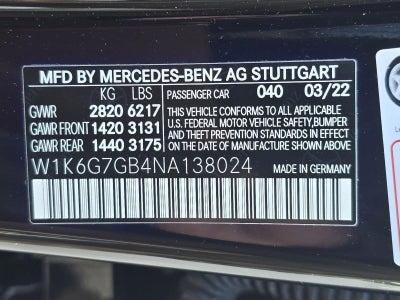 MFD BY MERCEDES-BENZ AG STUTTGART
KG LBS PASSENGER CAR 040 03/22
GVWR 2820 6217
GAWR FRONT 1420 3131
GAWR REAR 1440 3175
THIS VEHICLE CONFORMS TO ALL APPLICABLE
U.S. FEDERAL MOTOR VEHICLE SAFETY,BUMPER
AND THEFT PREVENTION STANDARDS IN EFFECT
ON THE DATE OF MANUFACTURE SHOWN ABOVE.
W1K6G7GB4NA138024 MADE IN GERMANY